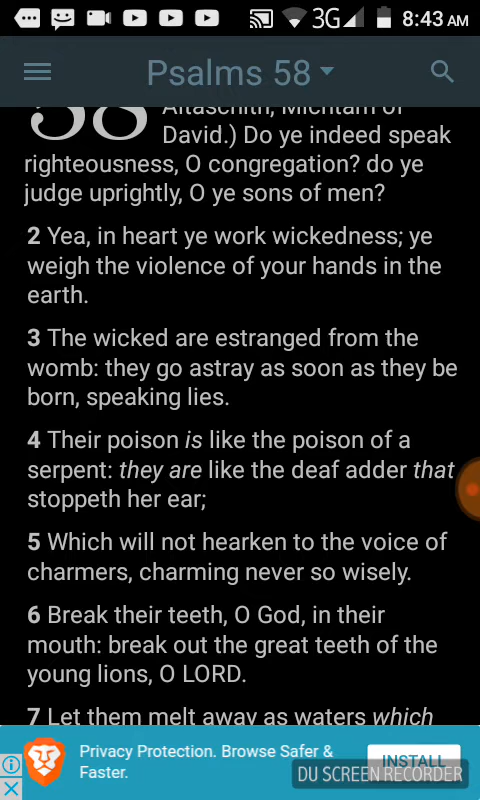 3G 8:43 AM
Psalms 58
58 Altaschith, Michtam of
David.) Do ye indeed speak
righteousness, O congregation? do ye
judge uprightly, O ye sons of men?
2 Yea, in heart ye work wickedness; ye
weigh the violence of your hands in the
earth.
3 The wicked are estranged from the
womb: they go astray as soon as they be
born, speaking lies.
4 Their poison is like the poison of a
serpent: they are like the deaf adder that
stoppeth her ear;
5 Which will not hearken to the voice of
charmers, charming never so wisely.
6 Break their teeth, O God, in their
mouth: break out the great teeth of the
young lions, O LORD.
7 Let them melt away as waters which
Privacy Protection. Browse Safer &
Faster.
INSTALL
DU SCREEN RECORDER